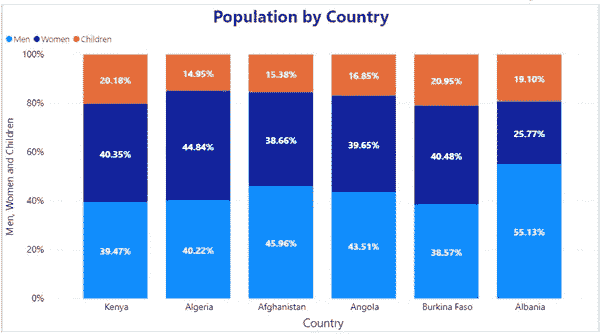 Population by Country
Men Women Children
100%
80%
60%
40%
20%
0%
Men, Women and Children
20.18% 14.95% 15.38% 16.85% 20.95% 19.10%
40.35% 44.84% 38.66% 39.65% 40.48% 25.77%
39.47% 40.22% 45.96% 43.51% 38.57% 55.13%
Kenya Algeria Afghanistan Angola Burkina Faso Albania
Country